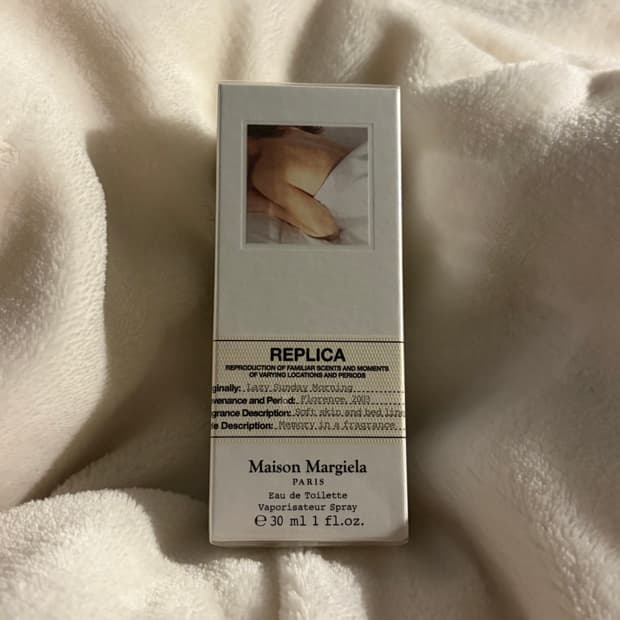 REPLICA
REPRODUCTION OF FAMILIAR SCENTS AND MOMENTS
OF VARYING LOCATIONS AND PERIODS
ginally: Lazy Sunday Morning
venance and Period: Florence, 2003
grance Description: Soft skin and bed line
le Description: Memory in a fragrance
Maison Margiela
PARIS
Eau de Toilette
Vaporisateur Spray
℮ 30 ml 1 fl.oz.